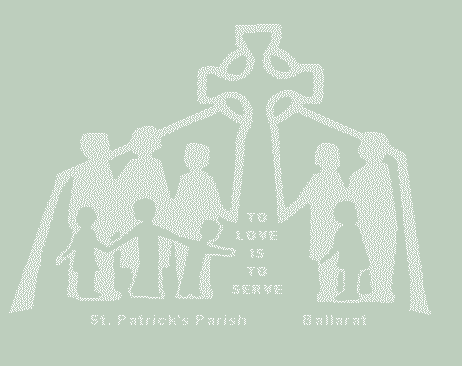 TO
LOVE
IS
TO
SERVE
St. Patrick's Parish Ballarat